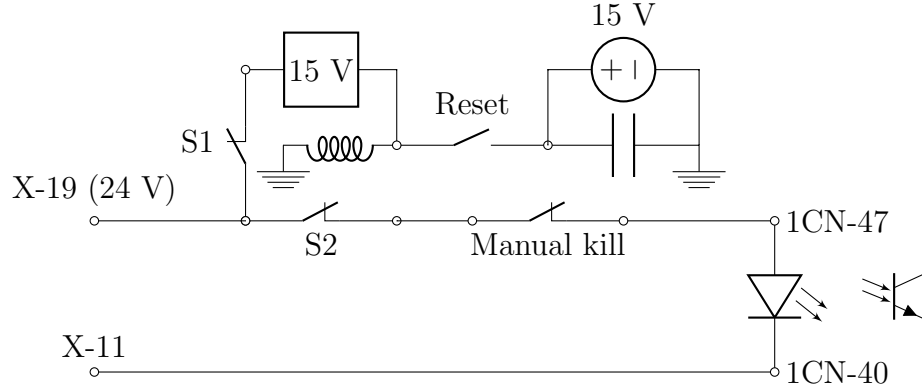 15 V
15 V
Reset
S1
X-19 (24 V)
S2
Manual kill
1CN-47
X-11
1CN-40